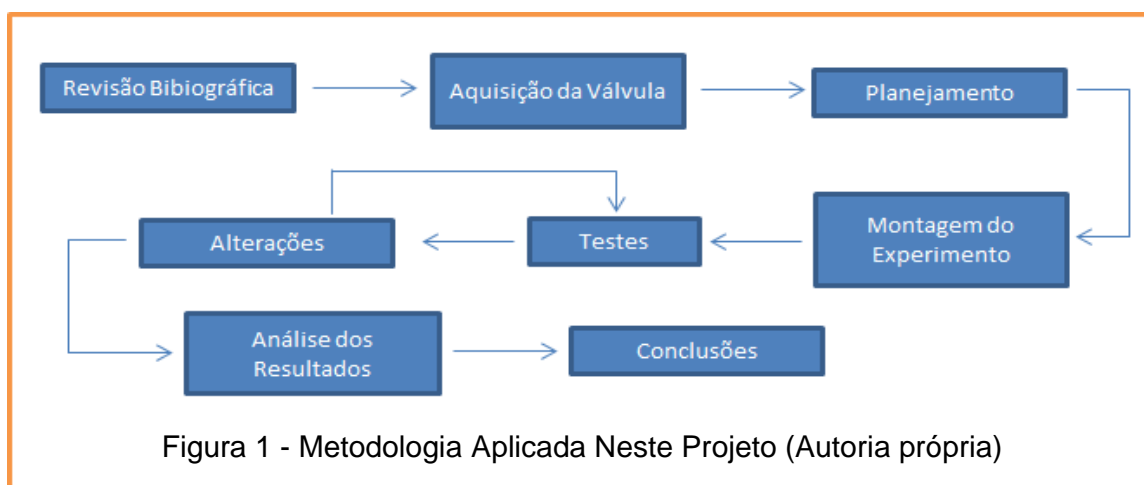 Revisão Bibiográfica
Aquisição da Válvula
Planejamento
Montagem do
Experimento
Testes
Alterações
Análise dos
Resultados
Conclusões
Figura 1 - Metodologia Aplicada Neste Projeto (Autoria própria)